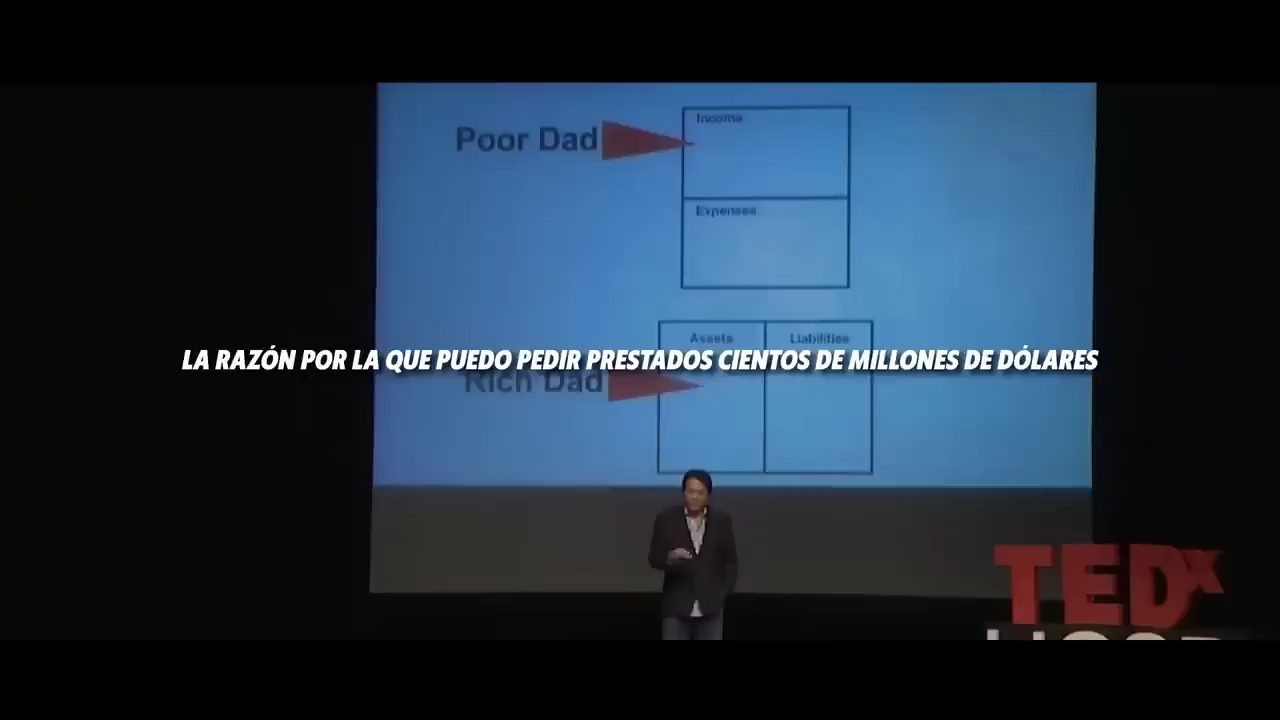 Poor Dad
Income
Expenses
Assets
Liabilities
LA RAZÓN POR LA QUE PUEDO PEDIR PRESTADOS CIENTOS DE MILLONES DE DÓLARES
Rich Dad
TEDx